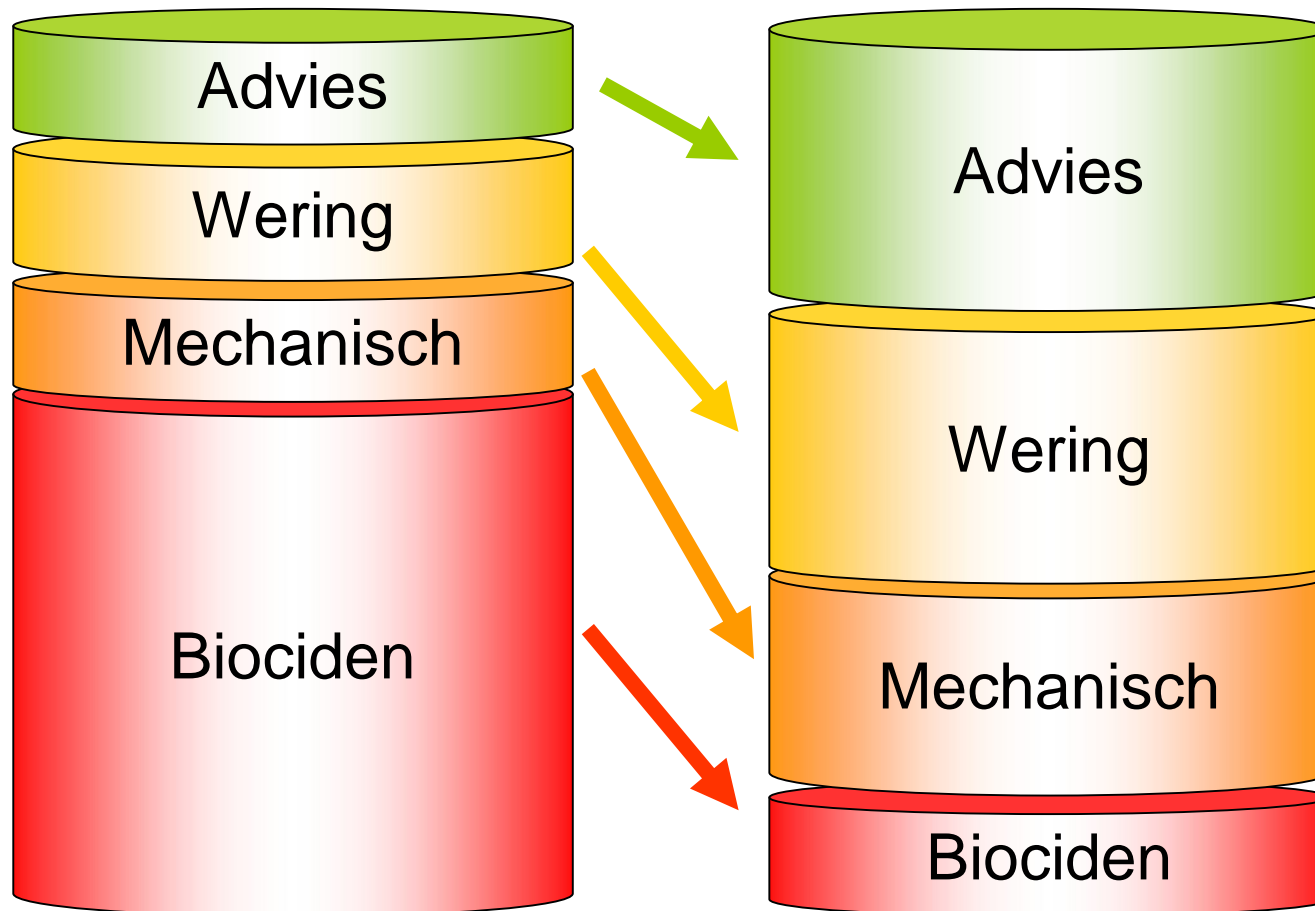 Advies
Wering
Mechanisch
Biociden
Advies
Wering
Mechanisch
Biociden